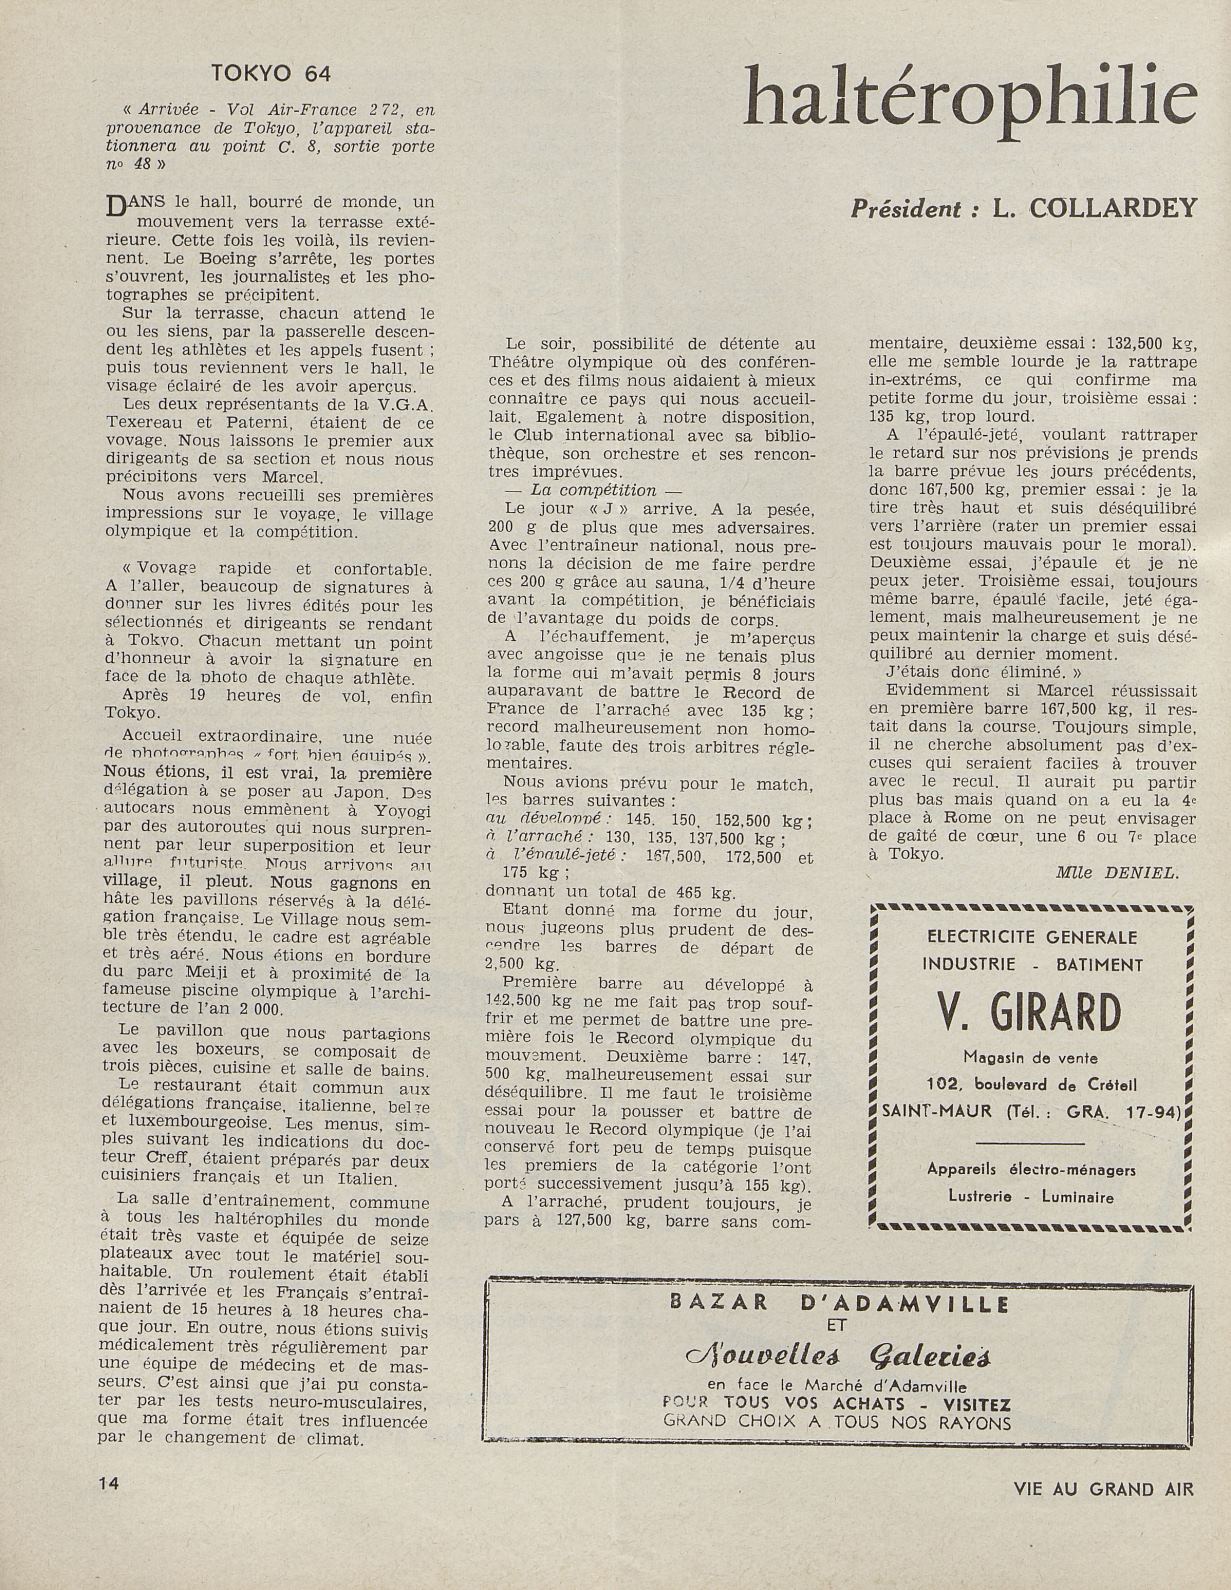 TOKYO 64
« Arrivée - Vol Air-France 272, en
provenance de Tokyo, l'appareil sta-
tionnera au point C. 8, sortie porte
no 48 »
DANS le hall, bourré de monde, un
mouvement vers la terrasse exté-
rieure. Cette fois les voilà, ils revien-
nent. Le Boeing s'arrête, les portes
s'ouvrent, les journalistes et les pho-
tographes se précipitent.
Sur la terrasse, chacun attend le
ou les siens, par la passerelle descen-
dent les athlètes et les appels fusent ;
puis tous reviennent vers le hall, le
visage éclairé de les avoir aperçus.
Les deux représentants de la V.G.A.
Texereau et Paterni, étaient de ce
voyage. Nous laissons le premier aux
dirigeants de sa section et nous nous
précipitons vers Marcel.
Nous avons recueilli ses premières
impressions sur le voyage, le village
olympique et la compétition.
« Voyage rapide et confortable.
A l'aller, beaucoup de signatures à
donner sur les livres édités pour les
sélectionnés et dirigeants se rendant
à Tokyo. Chacun mettant un point
d'honneur à avoir la signature en
face de la photo de chaque athlète.
Après 19 heures de vol, enfin
Tokyo.
Accueil extraordinaire, une nuée
de photographes « fort bien équipés ».
Nous étions, il est vrai, la première
délégation à se poser au Japon. Des
autocars nous emmènent à Yoyogi
par des autoroutes qui nous surpren-
nent par leur superposition et leur
allure futuriste. Nous arrivons au
village, il pleut. Nous gagnons en
hâte les pavillons réservés à la délé-
gation française. Le Village nous sem-
ble très étendu, le cadre est agréable
et très aéré. Nous étions en bordure
du parc Meiji et à proximité de la
fameuse piscine olympique à l'archi-
tecture de l'an 2 000.
Le pavillon que nous partagions
avec les boxeurs, se composait de
trois pièces, cuisine et salle de bains.
Le restaurant était commun aux
délégations française, italienne, belge
et luxembourgeoise. Les menus, sim-
ples suivant les indications du doc-
teur Creff, étaient préparés par deux
cuisiniers français et un Italien.
La salle d'entraînement, commune
à tous les haltérophiles du monde
était très vaste et équipée de seize
plateaux avec tout le matériel sou-
haitable. Un roulement était établi
dès l'arrivée et les Français s'entraî-
naient de 15 heures à 18 heures cha-
que jour. En outre, nous étions suivis
médicalement très régulièrement par
une équipe de médecins et de mas-
seurs. C'est ainsi que j'ai pu consta-
ter par les tests neuro-musculaires,
que ma forme était tres influencée
par le changement de climat.
haltérophilie
Président : L. COLLARDEY
Le soir, possibilité de détente au
Théâtre olympique où des conféren-
ces et des films nous aidaient à mieux
connaître ce pays qui nous accueil-
lait. Egalement à notre disposition,
le Club international avec sa biblio-
thèque, son orchestre et ses rencon-
tres imprévues.
— La compétition —
Le jour « J » arrive. A la pesée,
200 g de plus que mes adversaires.
Avec l'entraîneur national, nous pre-
nons la décision de me faire perdre
ces 200 g grâce au sauna, 1/4 d'heure
avant la compétition, je bénéficiais
de l'avantage du poids de corps.
A l'échauffement, je m'aperçus
avec angoisse que je ne tenais plus
la forme qui m'avait permis 8 jours
auparavant de battre le Record de
France de l'arraché avec 135 kg ;
record malheureusement non homo-
logable, faute des trois arbitres régle-
mentaires.
Nous avions prévu pour le match,
les barres suivantes :
au développé : 145, 150, 152,500 kg ;
à l'arraché : 130, 135, 137,500 kg ;
à l'épaulé-jeté : 167,500, 172,500 et
175 kg ;
donnant un total de 465 kg.
Etant donné ma forme du jour,
nous jugeons plus prudent de des-
cendre les barres de départ de
2,500 kg.
Première barre au développé à
142,500 kg ne me fait pas trop souf-
frir et me permet de battre une pre-
mière fois le Record olympique du
mouvement. Deuxième barre : 147,
500 kg, malheureusement essai sur
déséquilibre. Il me faut le troisième
essai pour la pousser et battre de
nouveau le Record olympique (je l'ai
conservé fort peu de temps puisque
les premiers de la catégorie l'ont
porté successivement jusqu'à 155 kg).
A l'arraché, prudent toujours, je
pars à 127,500 kg, barre sans com-
mentaire, deuxième essai : 132,500 kg,
elle me semble lourde je la rattrape
in-extréms, ce qui confirme ma
petite forme du jour, troisième essai :
135 kg, trop lourd.
A l'épaulé-jeté, voulant rattraper
le retard sur nos prévisions je prends
la barre prévue les jours précédents,
donc 167,500 kg, premier essai : je la
tire très haut et suis déséquilibré
vers l'arrière (rater un premier essai
est toujours mauvais pour le moral).
Deuxième essai, j'épaule et je ne
peux jeter. Troisième essai, toujours
même barre, épaulé facile, jeté éga-
lement, mais malheureusement je ne
peux maintenir la charge et suis désé-
quilibré au dernier moment.
J'étais donc éliminé. »
Evidemment si Marcel réussissait
en première barre 167,500 kg, il res-
tait dans la course. Toujours simple,
il ne cherche absolument pas d'ex-
cuses qui seraient faciles à trouver
avec le recul. Il aurait pu partir
plus bas mais quand on a eu la 4e
place à Rome on ne peut envisager
de gaîté de cœur, une 6 ou 7e place
à Tokyo.
Mlle DENIEL.
ELECTRICITE GENERALE
INDUSTRIE - BATIMENT
V. GIRARD
Magasin de vente
102, boulevard de Créteil
SAINT-MAUR (Tél. : GRA. 17-94)
Appareils électro-ménagers
Lustrerie - Luminaire
BAZAR D'ADAMVILLE
ET
Nouvelles Galeries
en face le Marché d'Adamville
POUR TOUS VOS ACHATS - VISITEZ
GRAND CHOIX A TOUS NOS RAYONS
14
VIE AU GRAND AIR